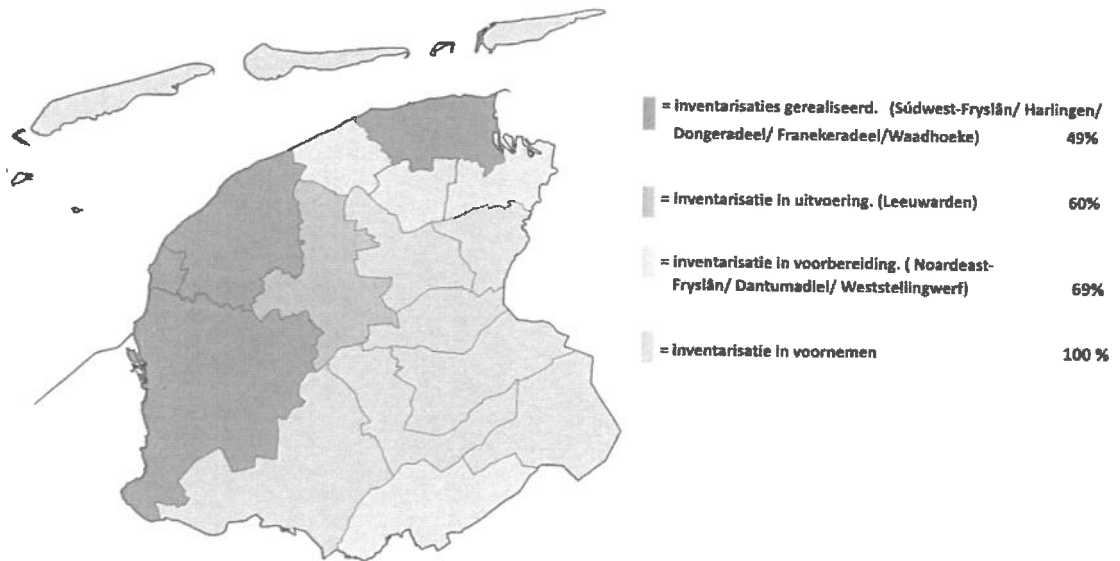 = inventarisaties gerealiseerd. (Súdwest-Fryslân/ Harlingen/
Dongeradeel/ Franekeradeel/Waadhoeke) 49%
= inventarisatie in uitvoering. (Leeuwarden) 60%
= inventarisatie in voorbereiding. ( Noardeast-
Fryslân/ Dantumadiel/ Weststellingwerf) 69%
= inventarisatie in voornemen 100 %